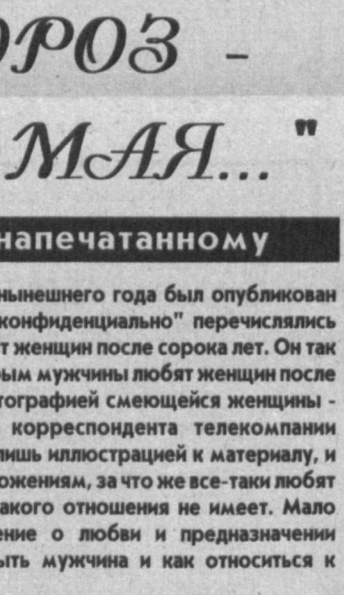 ОРОЗ -
МАЯ..."
напечатанному
нынешнего года был опубликован
конфиденциально" перечислялись
т женщин после сорока лет. Он так
ым мужчины любят женщин после
тографией смеющейся женщины -
корреспондента телекомпании
лишь иллюстрацией к материалу, и
ожениям, за что же все-таки любят
акого отношения не имеет. Мало
ение о любви и предназначении
ыть мужчина и как относиться к